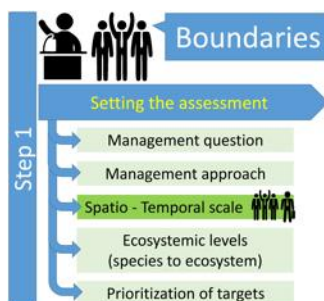 Boundaries
Step 1
Setting the assessment
Management question
Management approach
Spatio - Temporal scale
Ecosystemic levels
(species to ecosystem)
Prioritization of targets